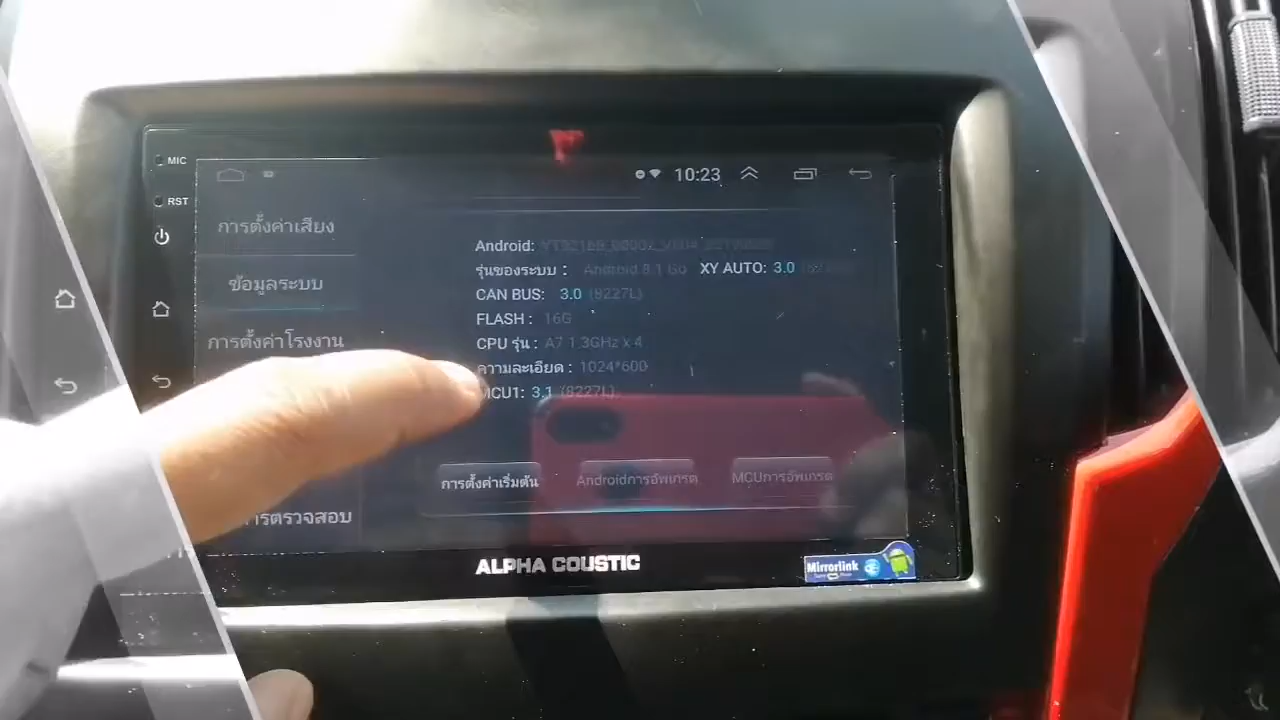 MIC
10:23
RST
การตั้งค่าเสียง
ข้อมูลระบบ
การตั้งค่าโรงงาน
Android:
รุ่นของระบบ : Android 8.1 Go XY AUTO: 3.0
CAN BUS: 3.0 (8227L)
FLASH : 16G
CPU รุ่น : A7 1.3GHz x 4
ความละเอียด : 1024*600
MCU1: 3.1 (8227L)
การตั้งค่าเริ่มต้น Androidการอัพเกรด MCUการอัพเกรด
การตรวจสอบ
ALPHA COUSTIC
Mirrorlink